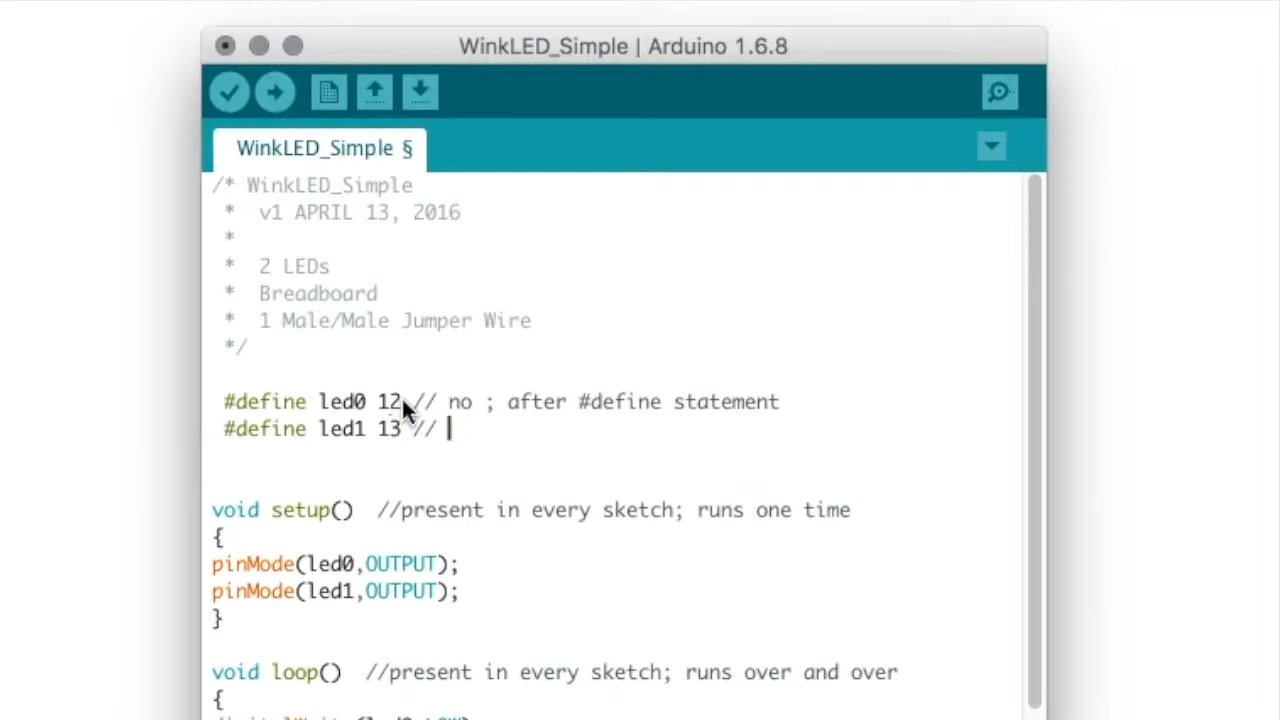 WinkLED_Simple | Arduino 1.6.8
WinkLED_Simple §
/* WinkLED_Simple
* v1 APRIL 13, 2016
*
* 2 LEDs
* Breadboard
* 1 Male/Male Jumper Wire
*/
#define led0 12 // no ; after #define statement
#define led1 13 //
void setup() //present in every sketch; runs one time
{
pinMode(led0,OUTPUT);
pinMode(led1,OUTPUT);
}
void loop() //present in every sketch; runs over and over
{